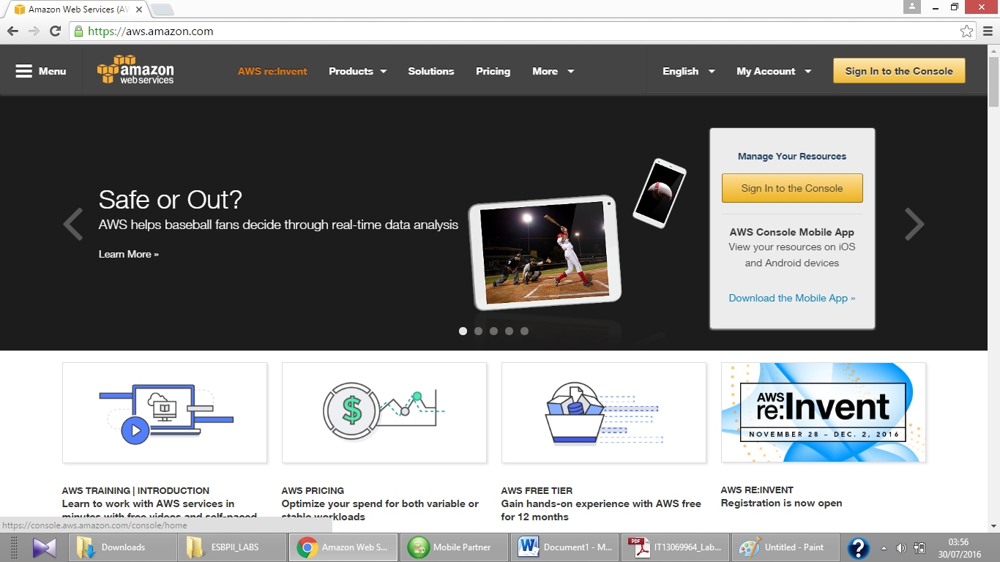 Amazon Web Services (AW
https://aws.amazon.com
Menu
amazon
web services
AWS re:Invent
Products
Solutions
Pricing
More
English
My Account
Sign In to the Console
Safe or Out?
AWS helps baseball fans decide through real-time data analysis
Learn More »
Manage Your Resources
Sign In to the Console
AWS Console Mobile App
View your resources on iOS
and Android devices
Download the Mobile App »
$
AWS
re:Invent
NOVEMBER 28 – DEC. 2, 2016
AWS TRAINING | INTRODUCTION
Learn to work with AWS services in
minutes with free videos and self-paced
AWS PRICING
Optimize your spend for both variable or
stable workloads
AWS FREE TIER
Gain hands-on experience with AWS free
for 12 months
AWS RE:INVENT
Registration is now open
https://console.aws.amazon.com/console/home
Downloads
ESBPII_LABS
Amazon Web S...
Mobile Partner
Document1 - M...
PDF
IT13069964_Lab...
Untitled - Paint
?
03:56
30/07/2016